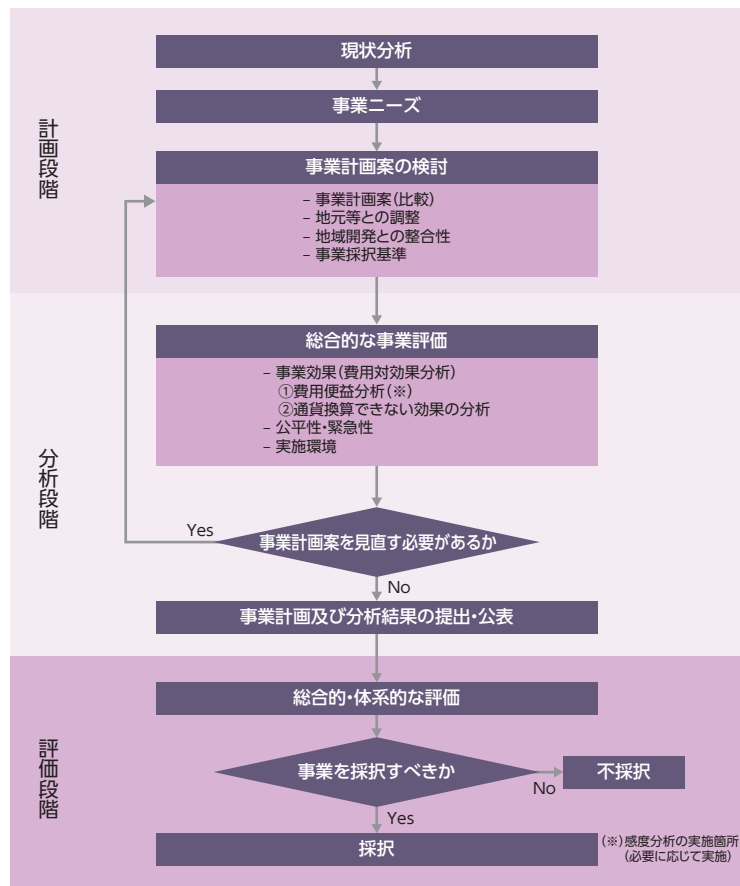 計画段階
現状分析
事業ニーズ
事業計画案の検討
– 事業計画案(比較)
– 地元等との調整
– 地域開発との整合性
– 事業採択基準
分析段階
総合的な事業評価
– 事業効果(費用対効果分析)
①費用便益分析(※)
②通貨換算できない効果の分析
– 公平性・緊急性
– 実施環境
Yes
事業計画案を見直す必要があるか
No
事業計画及び分析結果の提出・公表
評価段階
総合的・体系的な評価
事業を採択すべきか
No
不採択
Yes
採択
(※)感度分析の実施箇所
(必要に応じて実施)